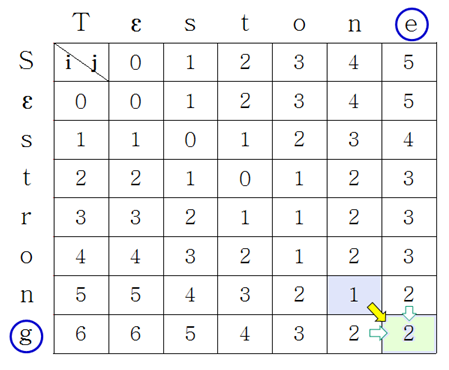 T ε s t o n e
S i j 0 1 2 3 4 5
ε 0 0 1 2 3 4 5
s 1 1 0 1 2 3 4
t 2 2 1 0 1 2 3
r 3 3 2 1 1 2 3
o 4 4 3 2 1 2 3
n 5 5 4 3 2 1 2
g 6 6 5 4 3 2 2